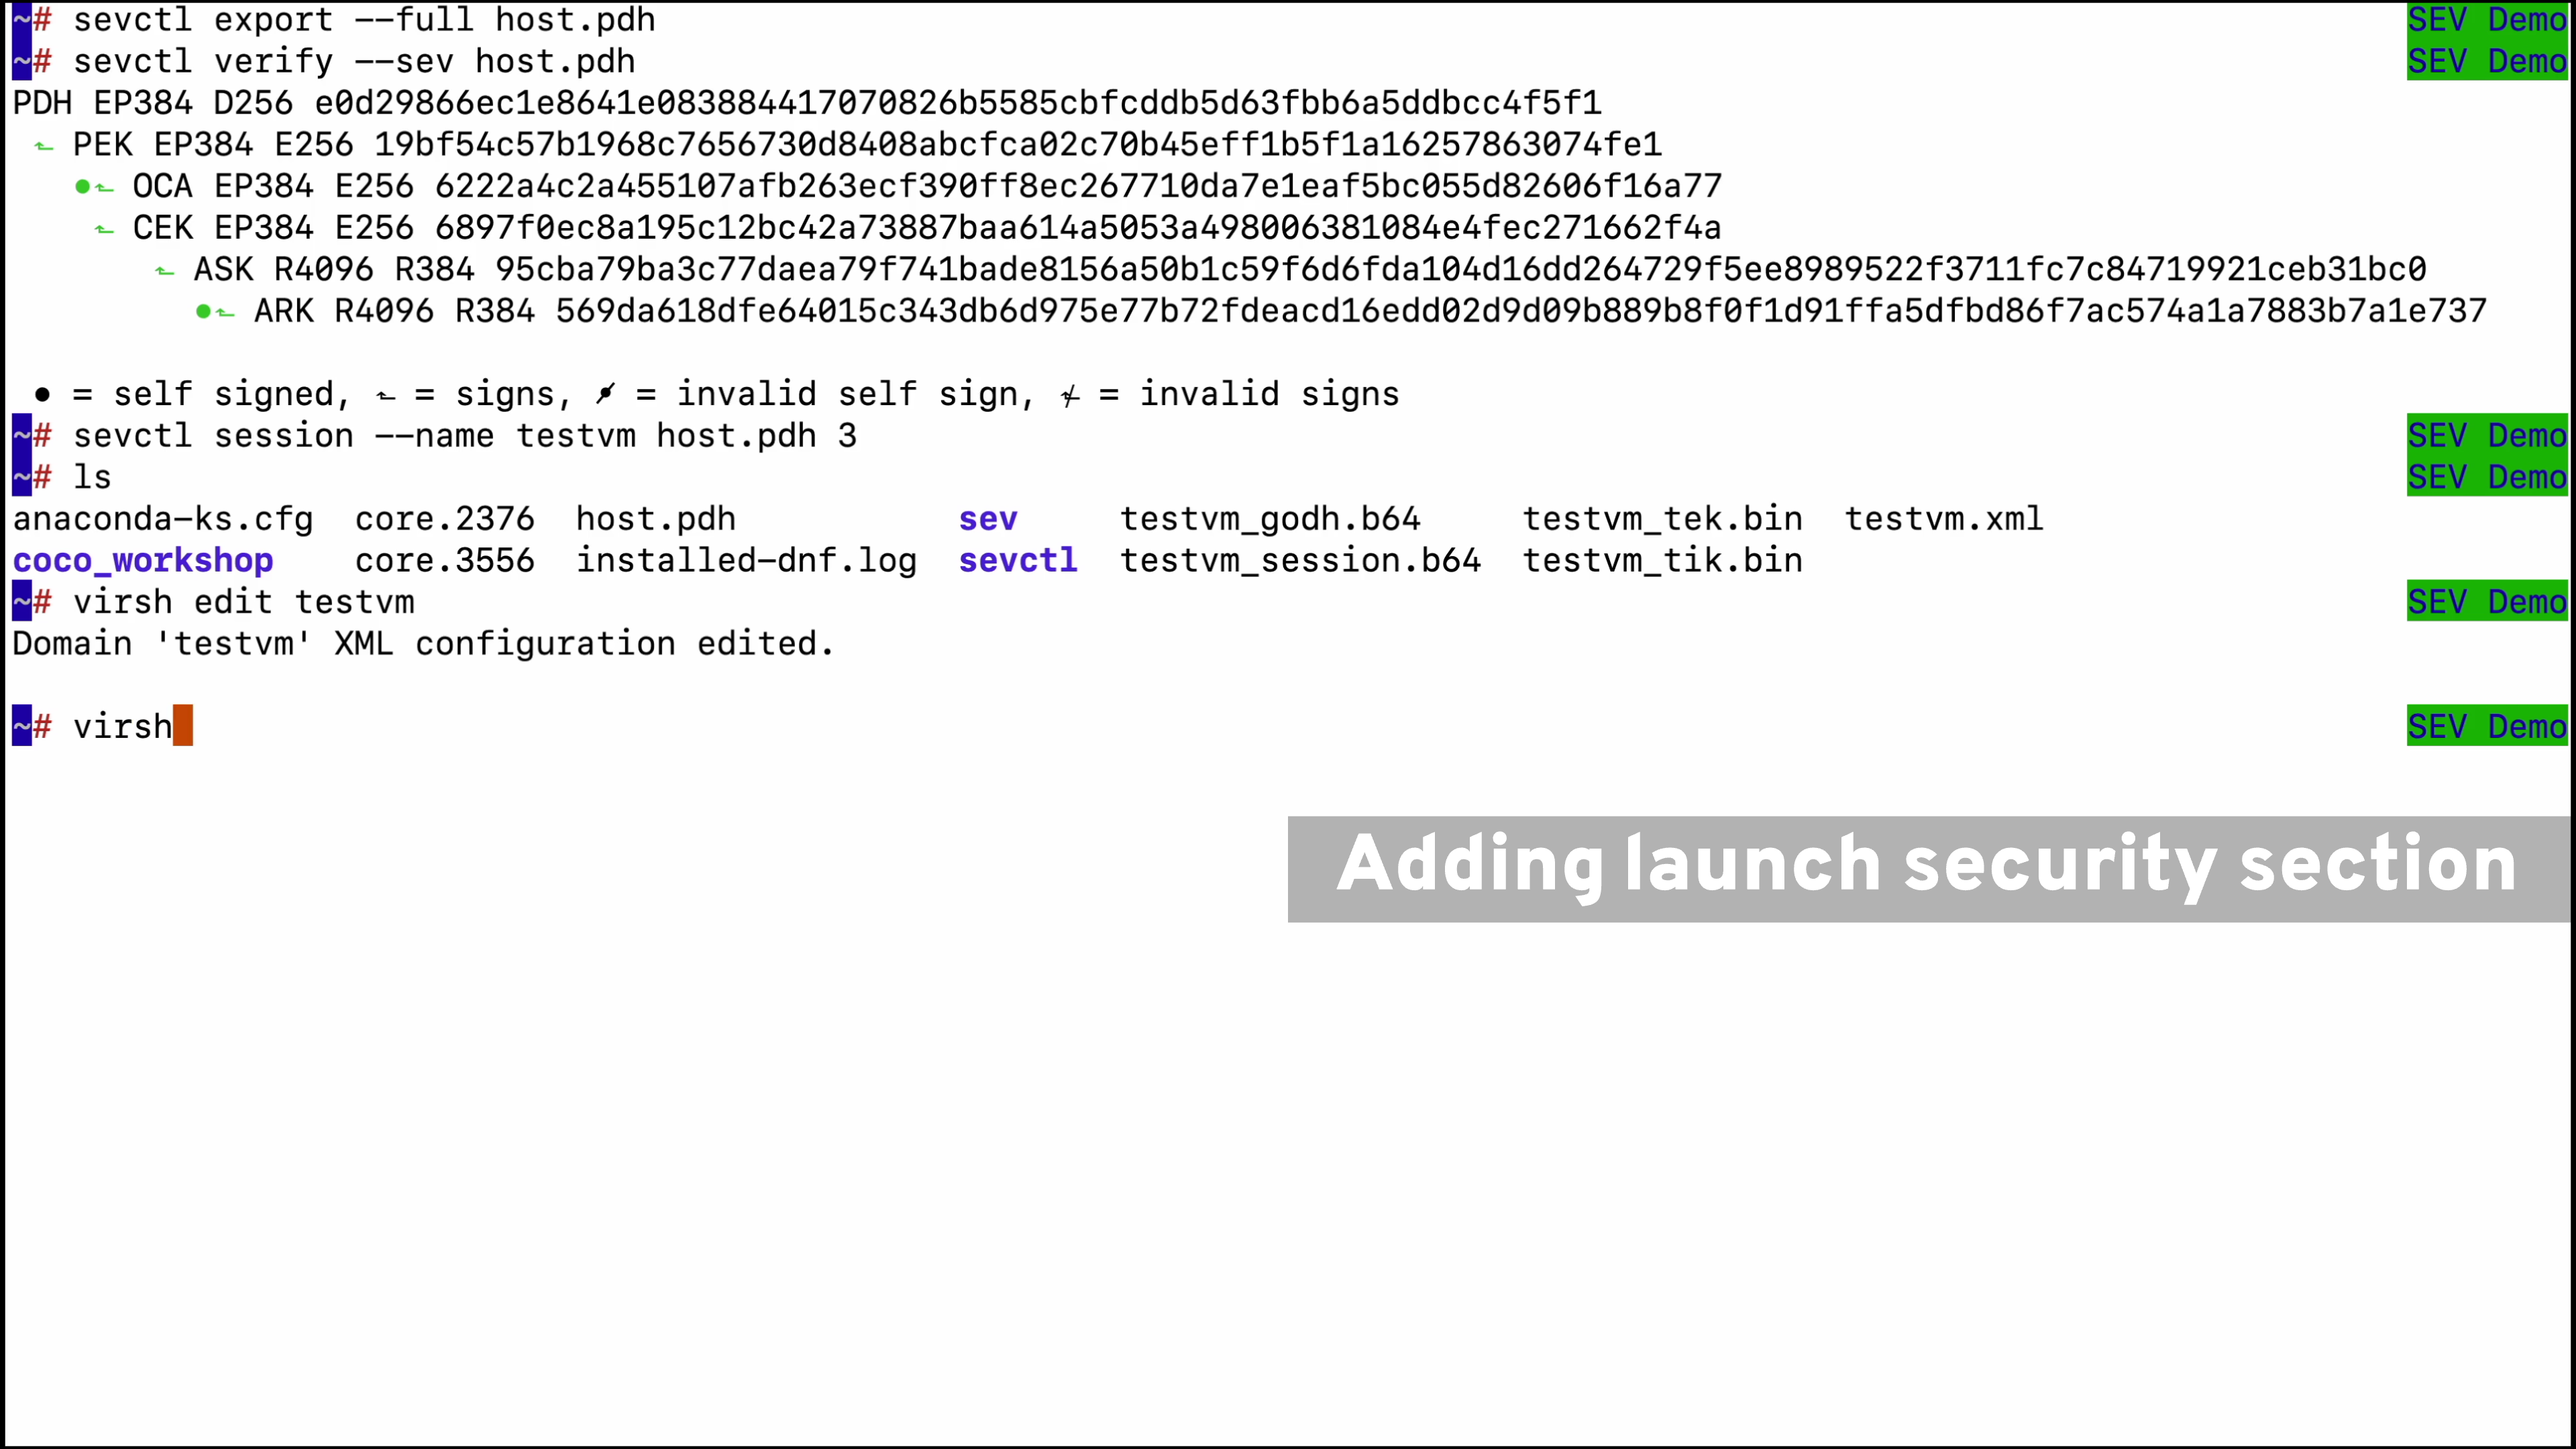 ~# sevctl export --full host.pdh SEV Demo
~# sevctl verify --sev host.pdh SEV Demo
PDH EP384 D256 e0d29866ec1e8641e083884417070826b5585cbfcddb5d63fbb6a5ddbcc4f5f1
⬑ PEK EP384 E256 19bf54c57b1968c7656730d8408abcfca02c70b45eff1b5f1a16257863074fe1
•⬑ OCA EP384 E256 6222a4c2a455107afb263ecf390ff8ec267710da7e1eaf5bc055d82606f16a77
⬑ CEK EP384 E256 6897f0ec8a195c12bc42a73887baa614a5053a498006381084e4fec271662f4a
⬑ ASK R4096 R384 95cba79ba3c77daea79f741bade8156a50b1c59f6d6fda104d16dd264729f5ee8989522f3711fc7c84719921ceb31bc0
•⬑ ARK R4096 R384 569da618dfe64015c343db6d975e77b72fdeacd16edd02d9d09b889b8f0f1d91ffa5dfbd86f7ac574a1a7883b7a1e737
• = self signed, ⬑ = signs, •̷ = invalid self sign, ⬑̸ = invalid signs
~# sevctl session --name testvm host.pdh 3 SEV Demo
~# ls SEV Demo
anaconda-ks.cfg core.2376 host.pdh sev testvm_godh.b64 testvm_tek.bin testvm.xml
coco_workshop core.3556 installed-dnf.log sevctl testvm_session.b64 testvm_tik.bin
~# virsh edit testvm SEV Demo
Domain 'testvm' XML configuration edited.
~# virsh SEV Demo
Adding launch security section